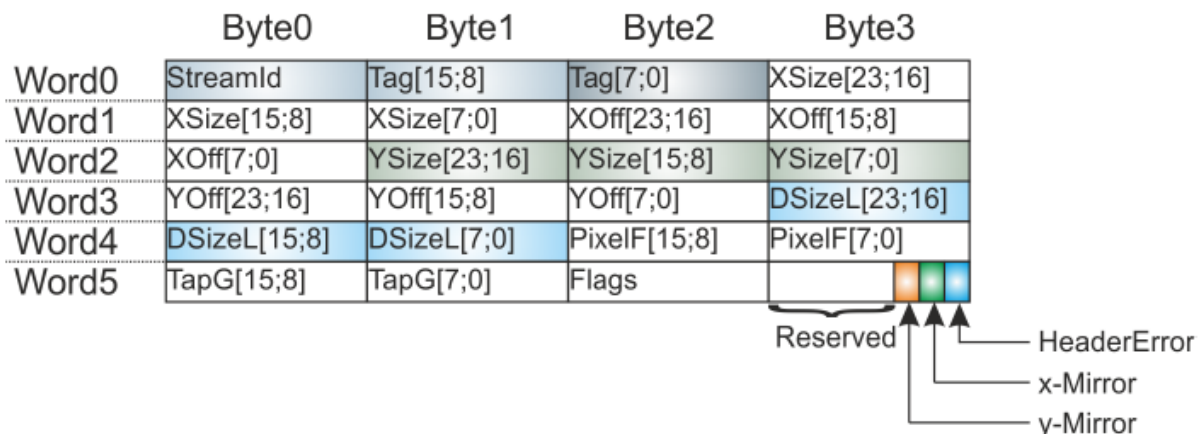 Byte0 Byte1 Byte2 Byte3
Word0 StreamId Tag[15;8] Tag[7;0] XSize[23;16]
Word1 XSize[15;8] XSize[7;0] XOff[23;16] XOff[15;8]
Word2 XOff[7;0] YSize[23;16] YSize[15;8] YSize[7;0]
Word3 YOff[23;16] YOff[15;8] YOff[7;0] DSizeL[23;16]
Word4 DSizeL[15;8] DSizeL[7;0] PixelF[15;8] PixelF[7;0]
Word5 TapG[15;8] TapG[7;0] Flags
Reserved
HeaderError
x-Mirror
y-Mirror